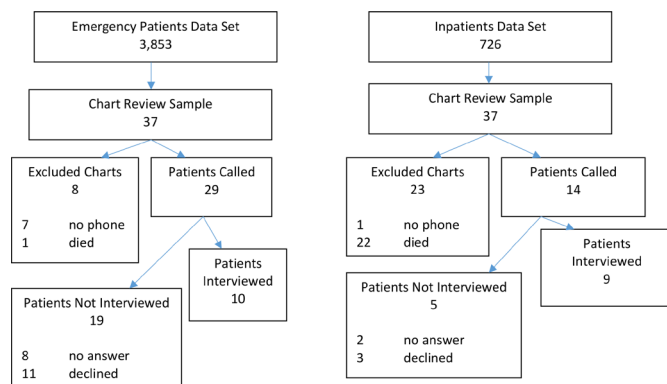 Emergency Patients Data Set
3,853
Chart Review Sample
37
Excluded Charts
8
7 no phone
1 died
Patients Called
29
Patients
Interviewed
10
Patients Not Interviewed
19
8 no answer
11 declined
Inpatients Data Set
726
Chart Review Sample
37
Excluded Charts
23
1 no phone
22 died
Patients Called
14
Patients
Interviewed
9
Patients Not Interviewed
5
2 no answer
3 declined